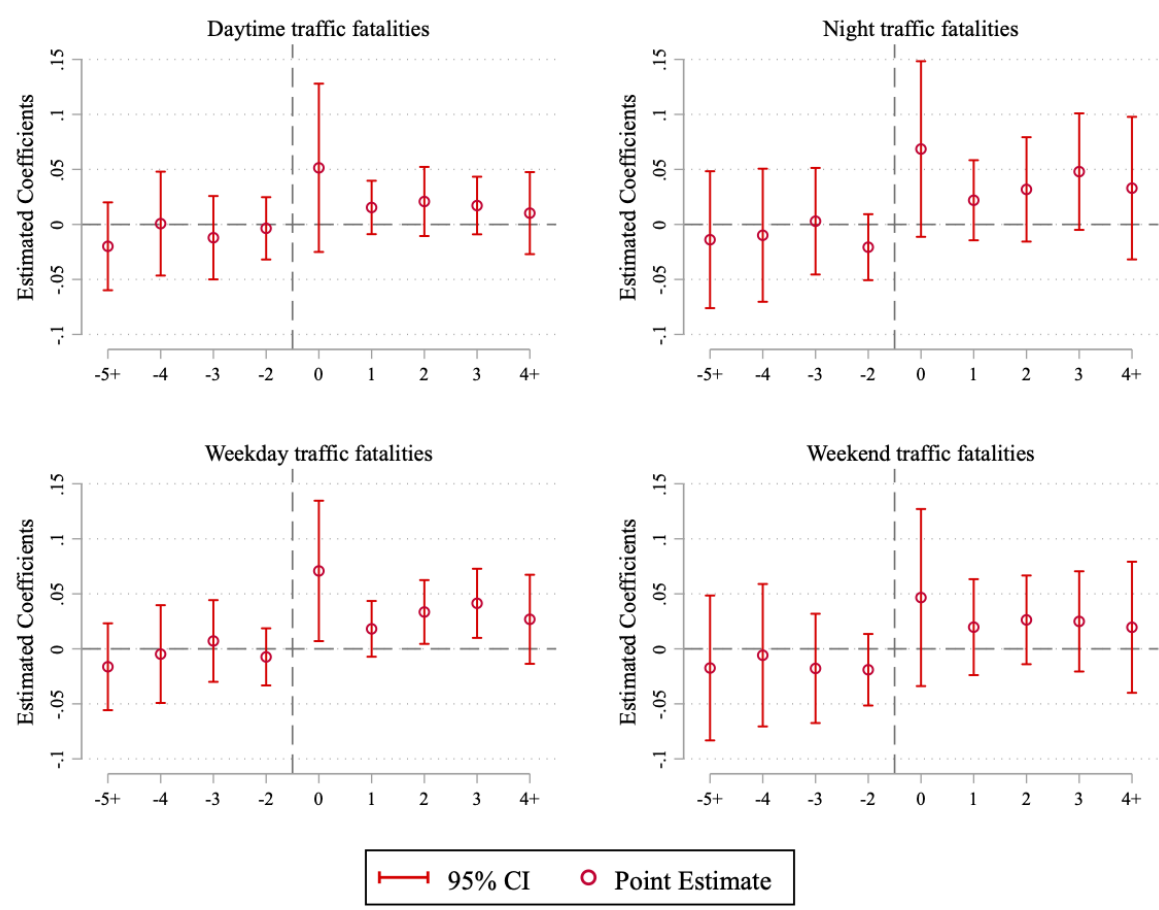 Daytime traffic fatalities
Estimated Coefficients
.15
.1
.05
0
-.05
-.1
-5+ -4 -3 -2 0 1 2 3 4+
Night traffic fatalities
Estimated Coefficients
.15
.1
.05
0
-.05
-.1
-5+ -4 -3 -2 0 1 2 3 4+
Weekday traffic fatalities
Estimated Coefficients
.15
.1
.05
0
-.05
-.1
-5+ -4 -3 -2 0 1 2 3 4+
Weekend traffic fatalities
Estimated Coefficients
.15
.1
.05
0
-.05
-.1
-5+ -4 -3 -2 0 1 2 3 4+
95% CI Point Estimate